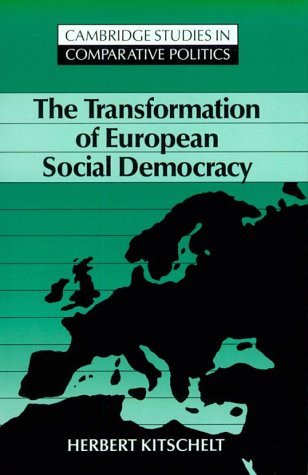 CAMBRIDGE STUDIES IN
COMPARATIVE POLITICS
The Transformation
of European
Social Democracy
HERBERT KITSCHELT